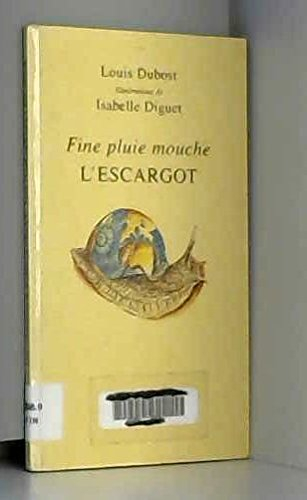 Louis Dubost
Illustrations de
Isabelle Diguet
Fine pluie mouche
L'ESCARGOT